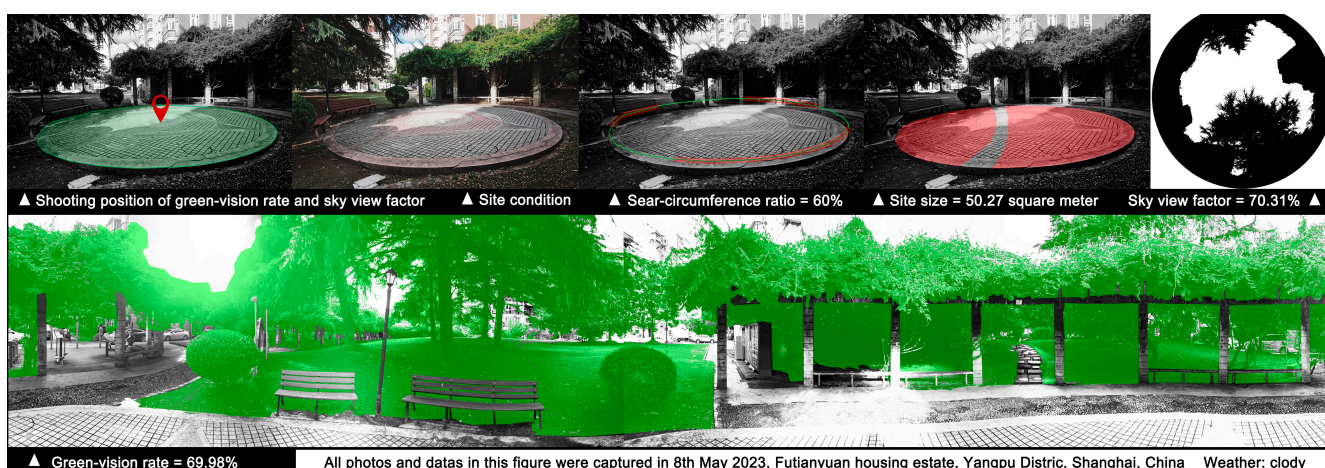 ▲ Shooting position of green-vision rate and sky view factor
▲ Site condition
▲ Sear-circumference ratio = 60%
▲ Site size = 50.27 square meter
Sky view factor = 70.31% ▲
▲ Green-vision rate = 69.98%
All photos and datas in this figure were captured in 8th May 2023, Futianyuan housing estate, Yangpu Distric, Shanghai, China Weather: clody